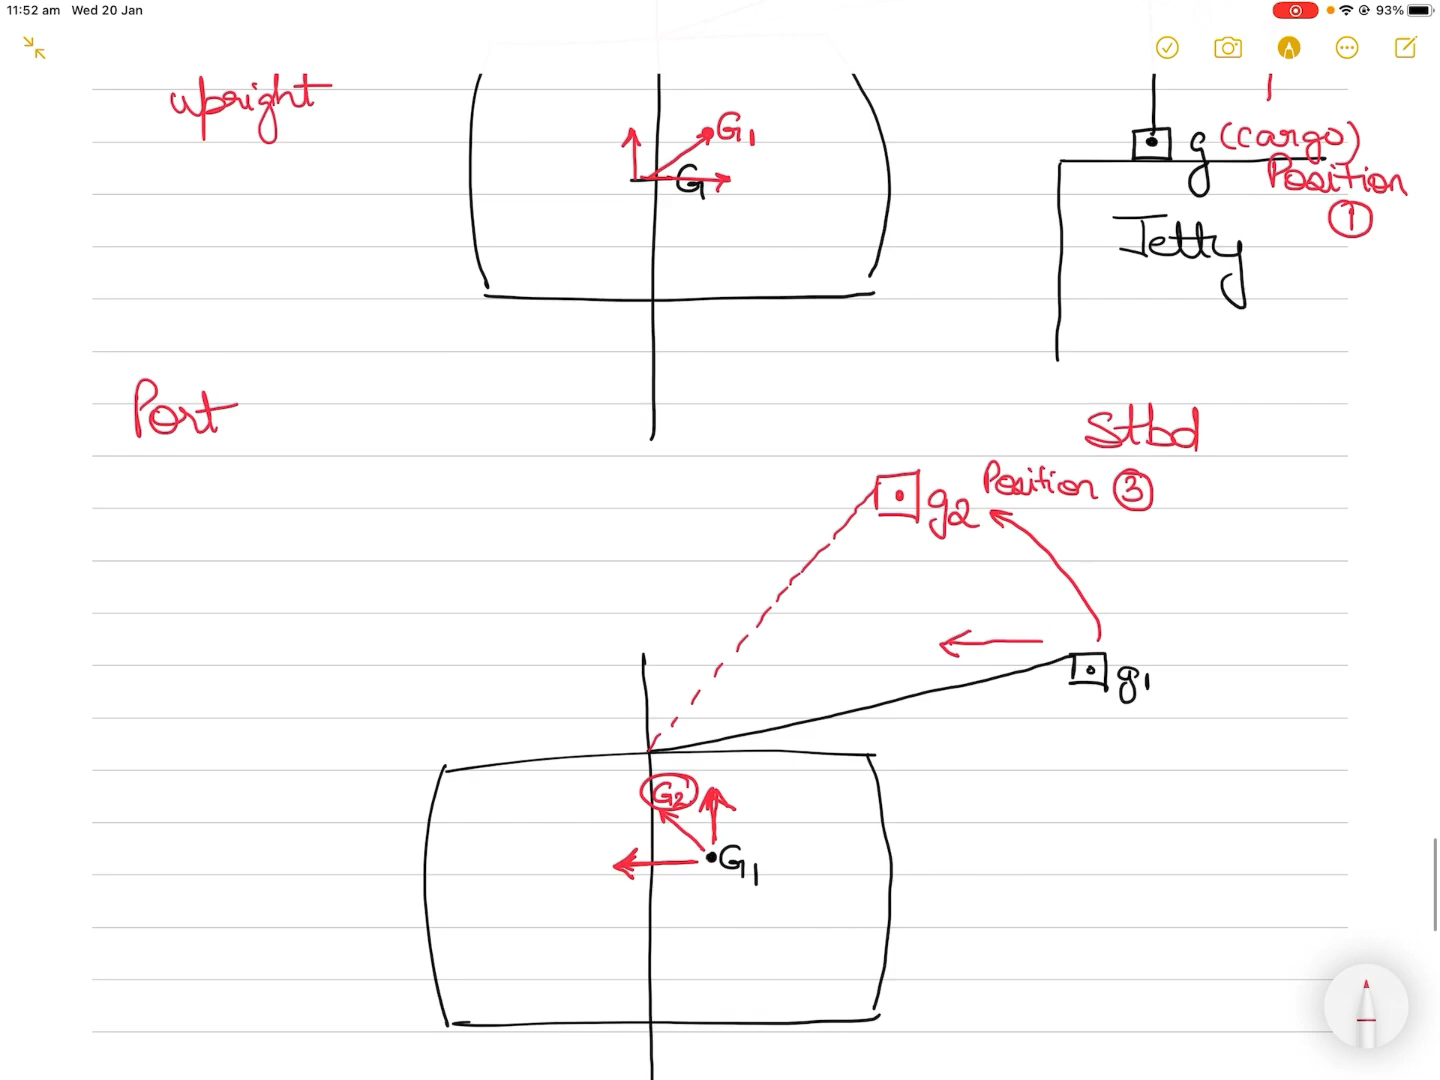 11:52 am Wed 20 Jan 93%
upright
G1
G
g (cargo)
Position
1
Jetty
Port
Stbd
g2 Position 3
g1
G2
G1